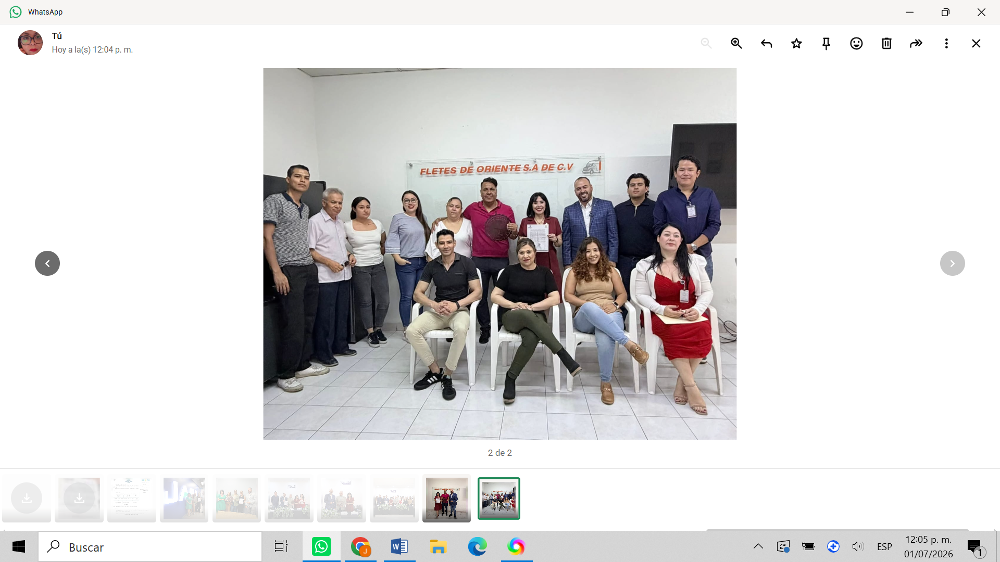 WhatsApp
Tú
Hoy a la(s) 12:04 p. m.
FLETES DE ORIENTE S.A DE C.V
2 de 2
Buscar
ESP
12:05 p. m.
01/07/2026
1